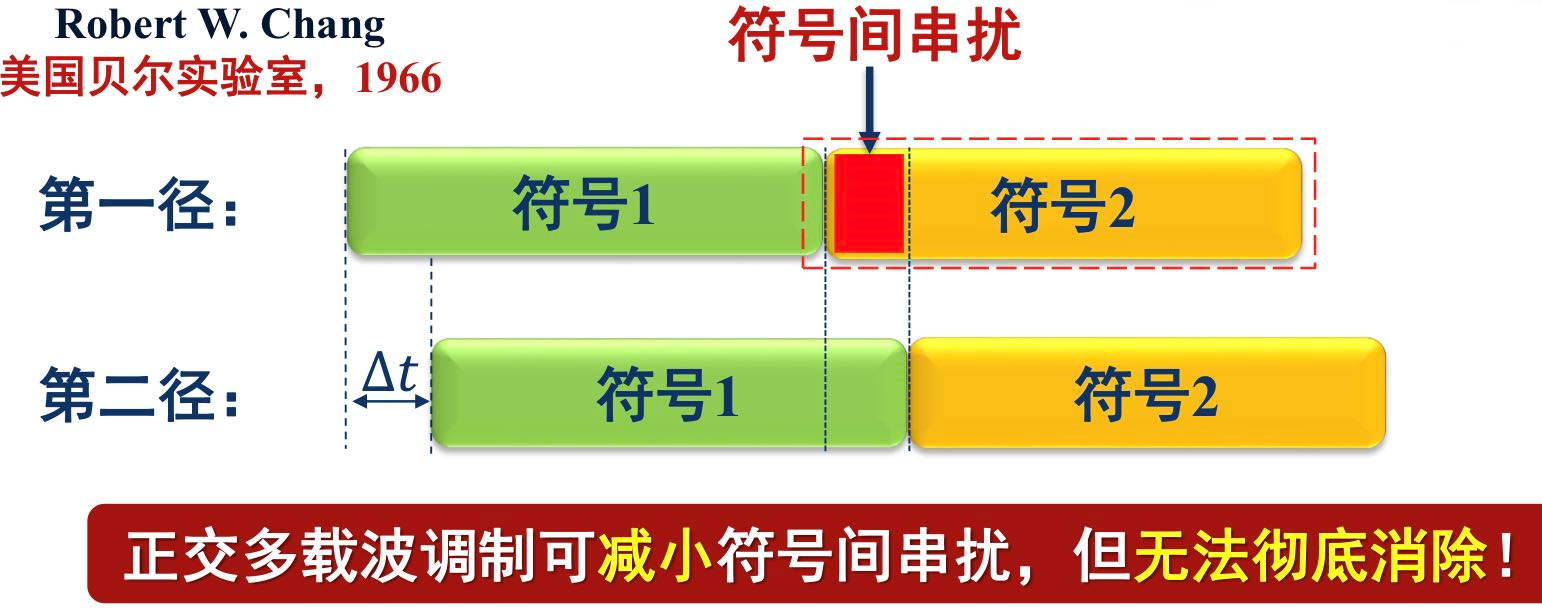 Robert W. Chang
美国贝尔实验室，1966
符号间串扰
第一径：
符号1
符号2
第二径：
Δt
符号1
符号2
正交多载波调制可减小符号间串扰，但无法彻底消除！